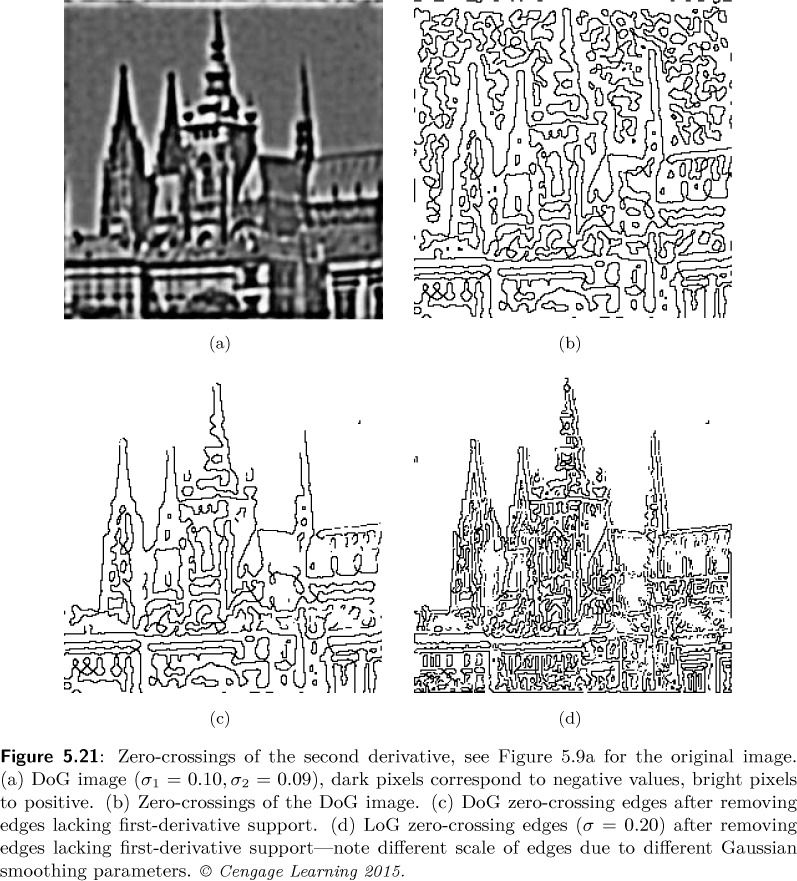 (a)
(b)
(c)
(d)
Figure 5.21: Zero-crossings of the second derivative, see Figure 5.9a for the original image.
(a) DoG image (σ₁ = 0.10, σ₂ = 0.09), dark pixels correspond to negative values, bright pixels
to positive. (b) Zero-crossings of the DoG image. (c) DoG zero-crossing edges after removing
edges lacking first-derivative support. (d) LoG zero-crossing edges (σ = 0.20) after removing
edges lacking first-derivative support—note different scale of edges due to different Gaussian
smoothing parameters. © Cengage Learning 2015.